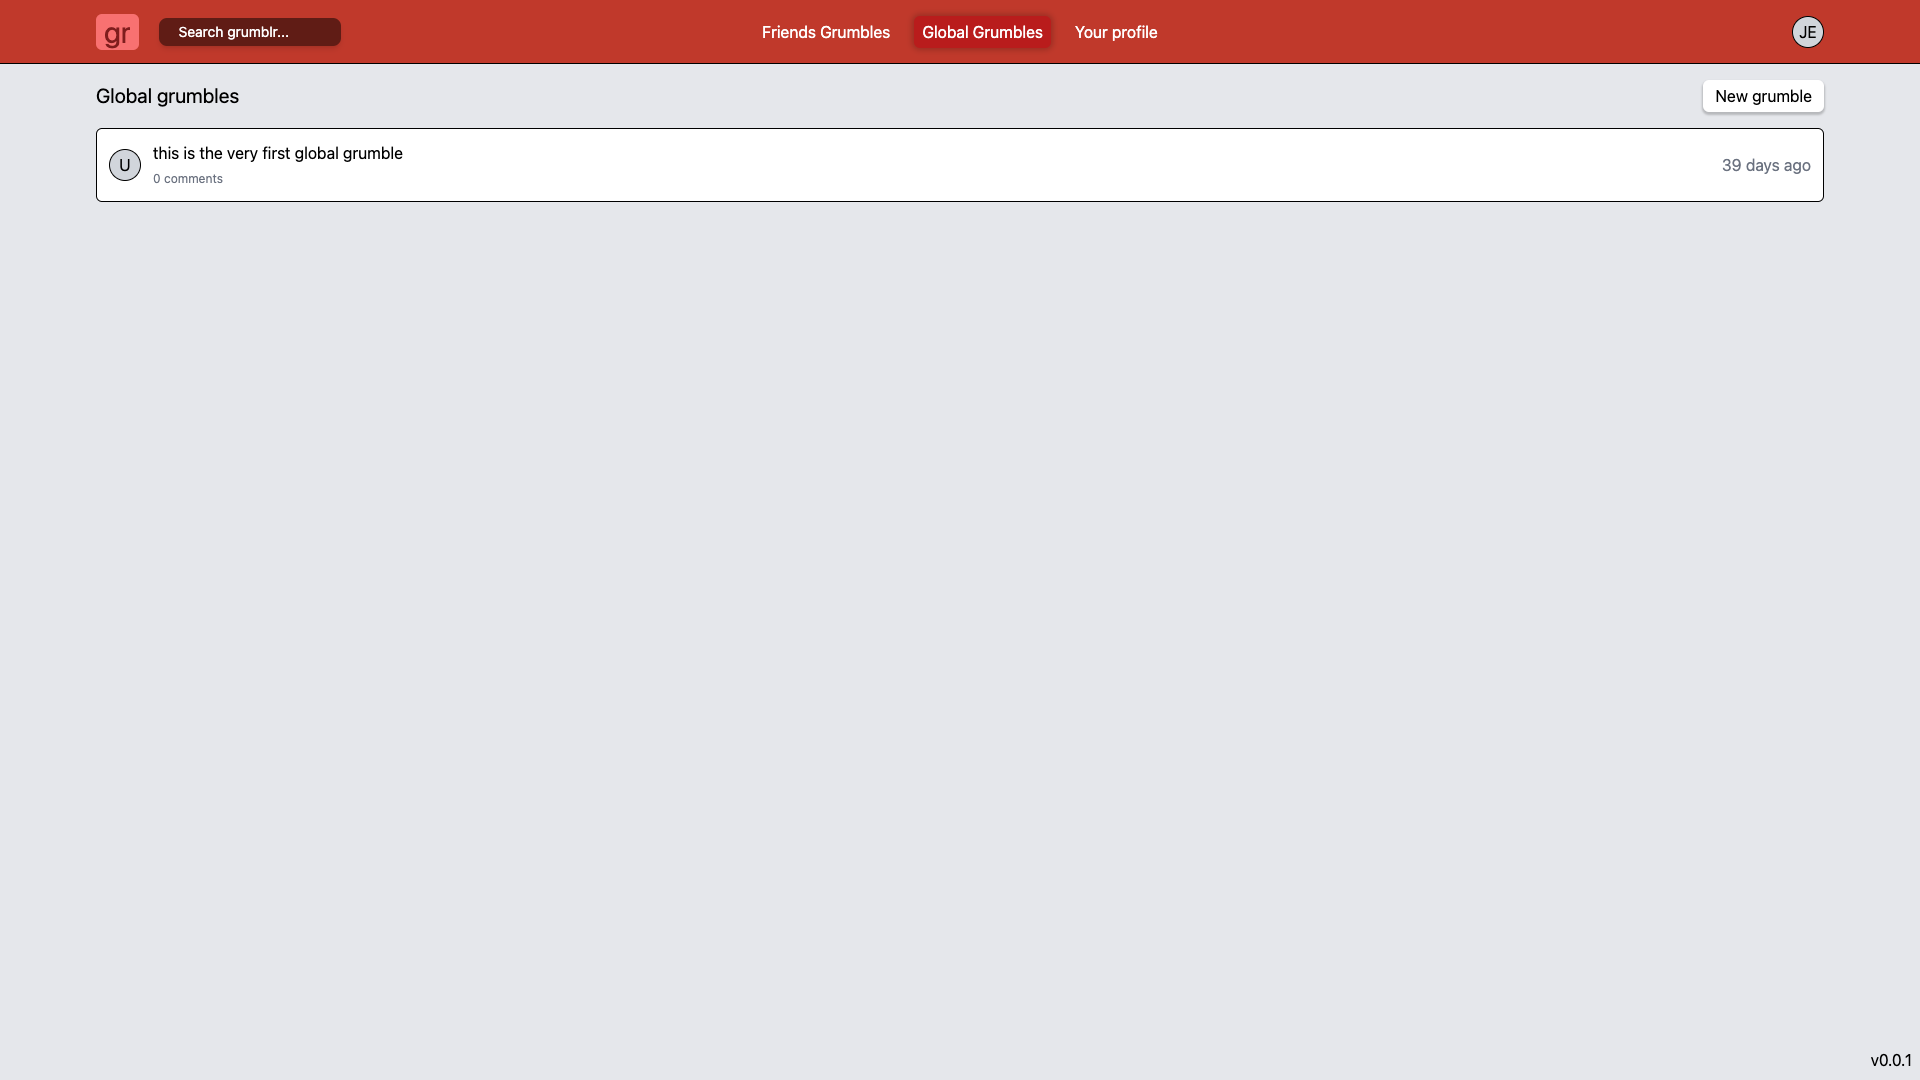 gr
Search grumblr...
Friends Grumbles
Global Grumbles
Your profile
JE
Global grumbles
New grumble
U
this is the very first global grumble
0 comments
39 days ago
v0.0.1